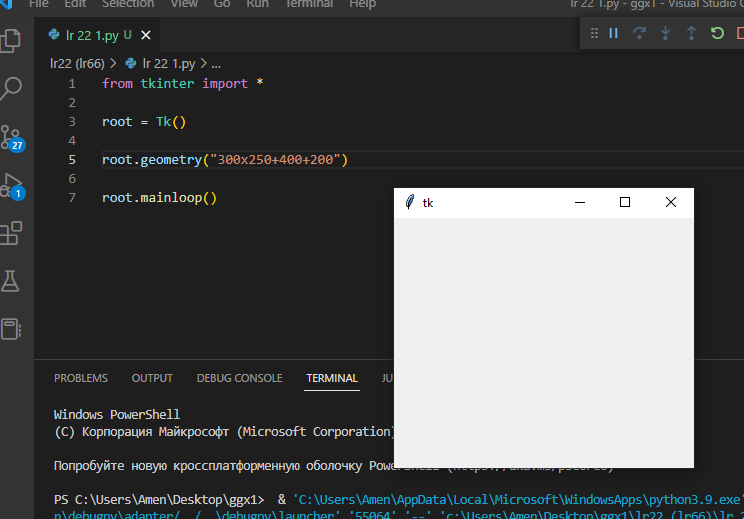 File Edit Selection View Go Run Terminal Help lr 22 1.py - ggx1 - Visual Studio
lr 22 1.py U
lr22 (lr66) > lr 22 1.py > ...
1 from tkinter import *
2
3 root = Tk()
4
5 root.geometry("300x250+400+200")
6
7 root.mainloop()
27
1
tk
PROBLEMS OUTPUT DEBUG CONSOLE TERMINAL JU
Windows PowerShell
(C) Корпорация Майкрософт (Microsoft Corporation)
Попробуйте новую кроссплатформенную оболочку
PS C:\Users\Amen\Desktop\ggx1> & 'C:\Users\Amen\AppData\Local\Microsoft\WindowsApps\python3.9.exe'
n\debugpy\adapter/../..\debugpy\launcher' '55064' '--' 'c:\Users\Amen\Desktop\ggx1\lr22 (lr66)\lr